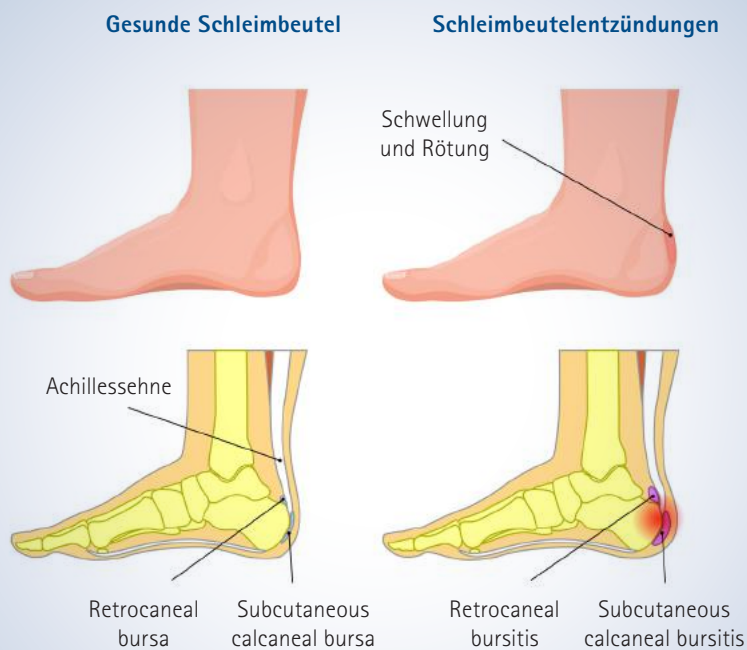 Gesunde Schleimbeutel
Schleimbeutelentzündungen
Schwellung
und Rötung
Achillessehne
Retrocaneal
bursa
Subcutaneous
calcaneal bursa
Retrocaneal
bursitis
Subcutaneous
calcaneal bursitis